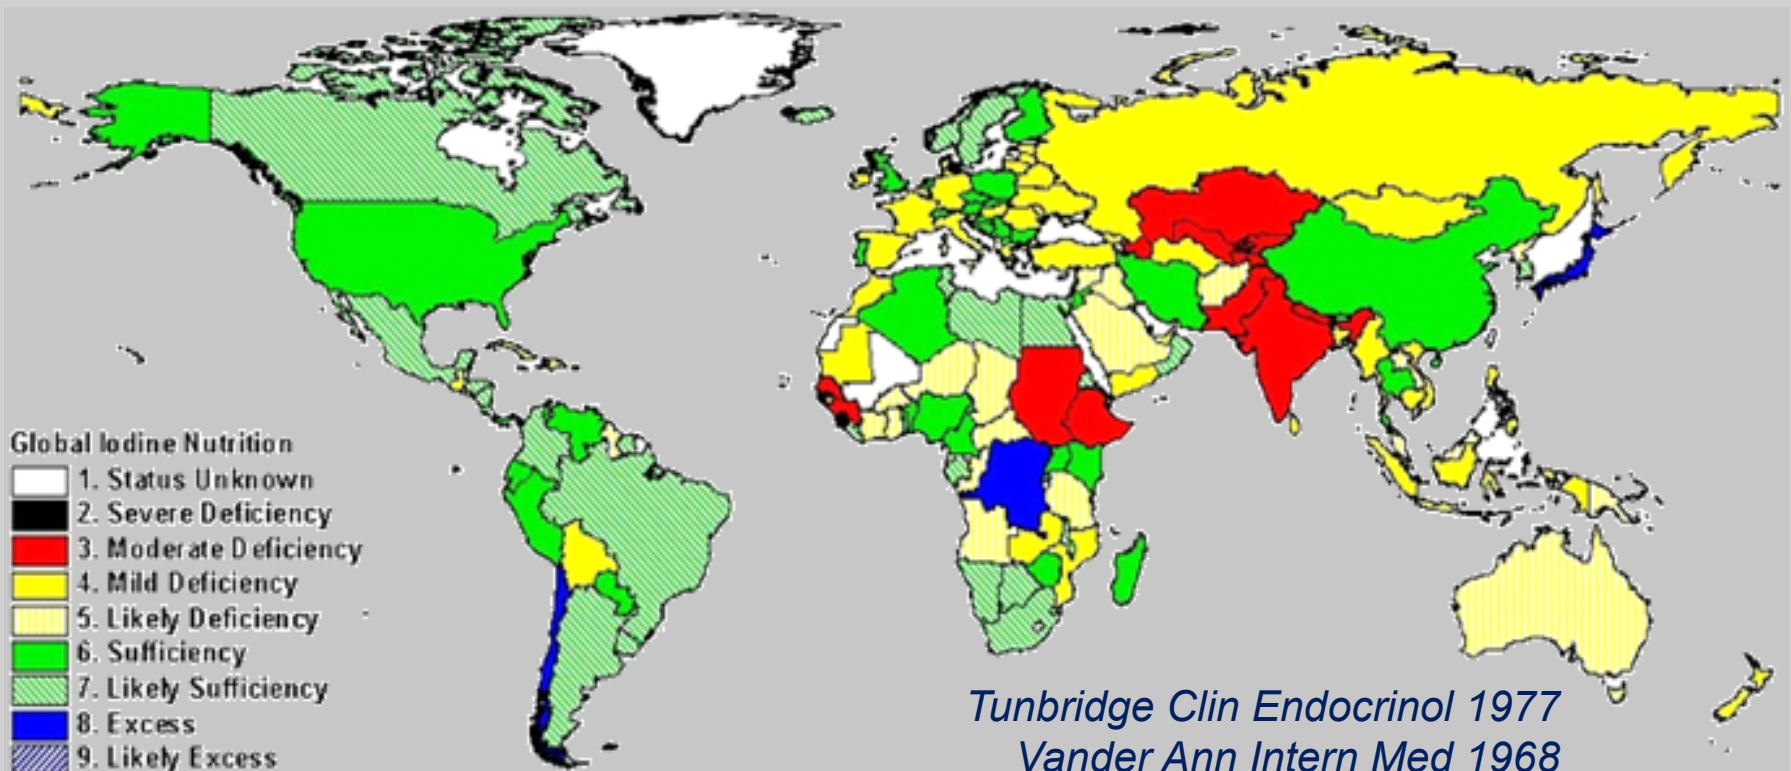 Global Iodine Nutrition
1. Status Unknown
2. Severe Deficiency
3. Moderate Deficiency
4. Mild Deficiency
5. Likely Deficiency
6. Sufficiency
7. Likely Sufficiency
8. Excess
9. Likely Excess
Tunbridge Clin Endocrinol 1977
Vander Ann Intern Med 1968